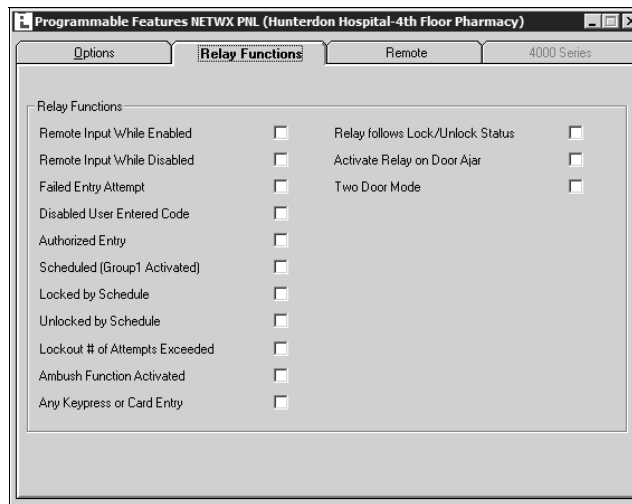 Programmable Features NETWX PNL (Hunterdon Hospital-4th Floor Pharmacy)
Options
Relay Functions
Remote
4000 Series
Relay Functions
Remote Input While Enabled
Remote Input While Disabled
Failed Entry Attempt
Disabled User Entered Code
Authorized Entry
Scheduled (Group1 Activated)
Locked by Schedule
Unlocked by Schedule
Lockout # of Attempts Exceeded
Ambush Function Activated
Any Keypress or Card Entry
Relay follows Lock/Unlock Status
Activate Relay on Door Ajar
Two Door Mode